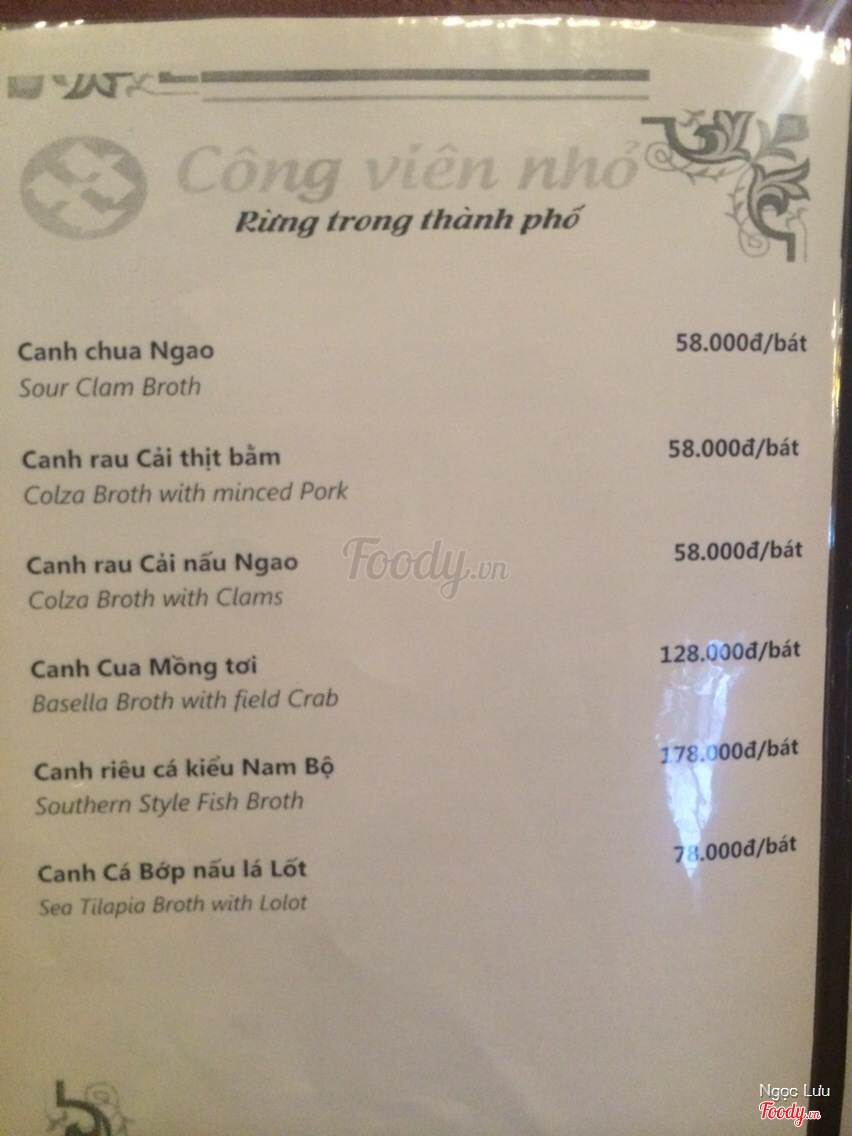 Công viên nhỏ
Rừng trong thành phố
Canh chua Ngao 58.000đ/bát
Sour Clam Broth
Canh rau Cải thịt bằm 58.000đ/bát
Colza Broth with minced Pork
Canh rau Cải nấu Ngao 58.000đ/bát
Colza Broth with Clams
Foody.vn
Canh Cua Mồng tơi 128.000đ/bát
Basella Broth with field Crab
Canh riêu cá kiểu Nam Bộ 178.000đ/bát
Southern Style Fish Broth
Canh Cá Bớp nấu lá Lốt 78.000đ/bát
Sea Tilapia Broth with Lolot
Ngọc Lưu
Foody.vn